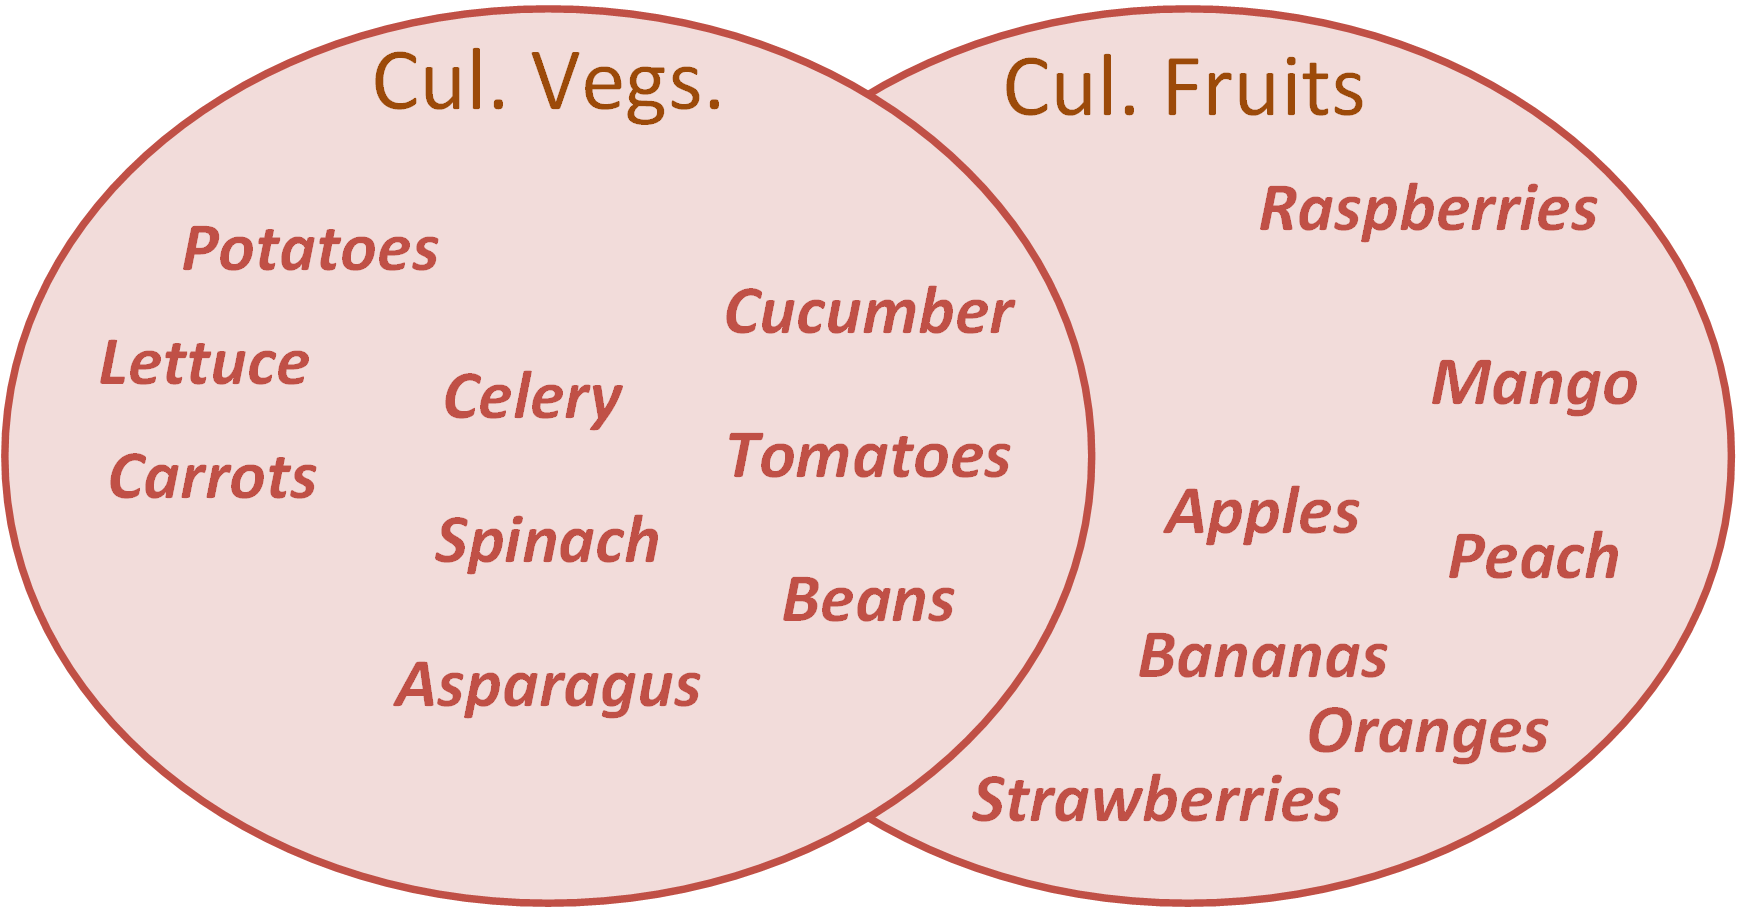 Cul. Vegs.
Potatoes
Lettuce
Carrots
Celery
Spinach
Asparagus
Cucumber
Tomatoes
Beans
Cul. Fruits
Raspberries
Mango
Apples
Peach
Bananas
Oranges
Strawberries